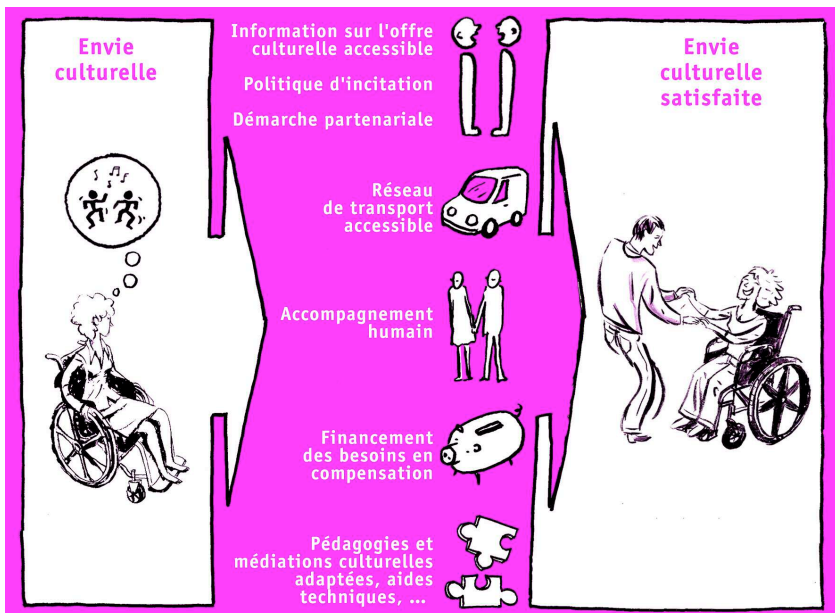 Envie
culturelle
Information sur l'offre
culturelle accessible
Politique d'incitation
Démarche partenariale
Réseau
de transport
accessible
Accompagnement
humain
Financement
des besoins en
compensation
Pédagogies et
médiations culturelles
adaptées, aides
techniques, ...
Envie
culturelle
satisfaite